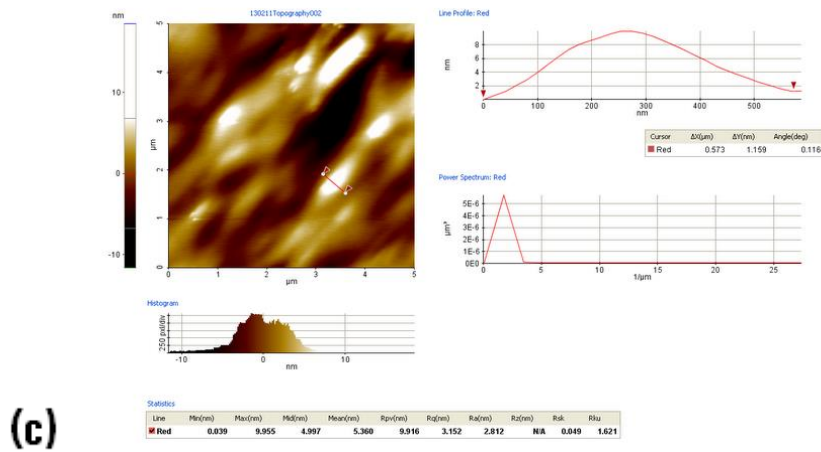 130211Topography002
nm
10
0
-10
5
4
3
2
1
0
µm
0 1 2 3 4 5
µm
Line Profile: Red
8
6
4
2
nm
0 100 200 300 400 500
nm
Cursor ΔX(µm) ΔY(nm) Angle(deg)
Red 0.573 1.159 0.116
Power Spectrum: Red
5E-6
4E-6
3E-6
2E-6
1E-6
0E0
µm³
0 5 10 15 20 25
1/µm
Histogram
250 pxl/div
-10 0 10
nm
(c)
Statistics
Line Min(nm) Max(nm) Mid(nm) Mean(nm) Rpv(nm) Rq(nm) Ra(nm) Rz(nm) Rsk Rku
Red 0.039 9.955 4.997 5.360 9.916 3.152 2.812 N/A 0.049 1.621